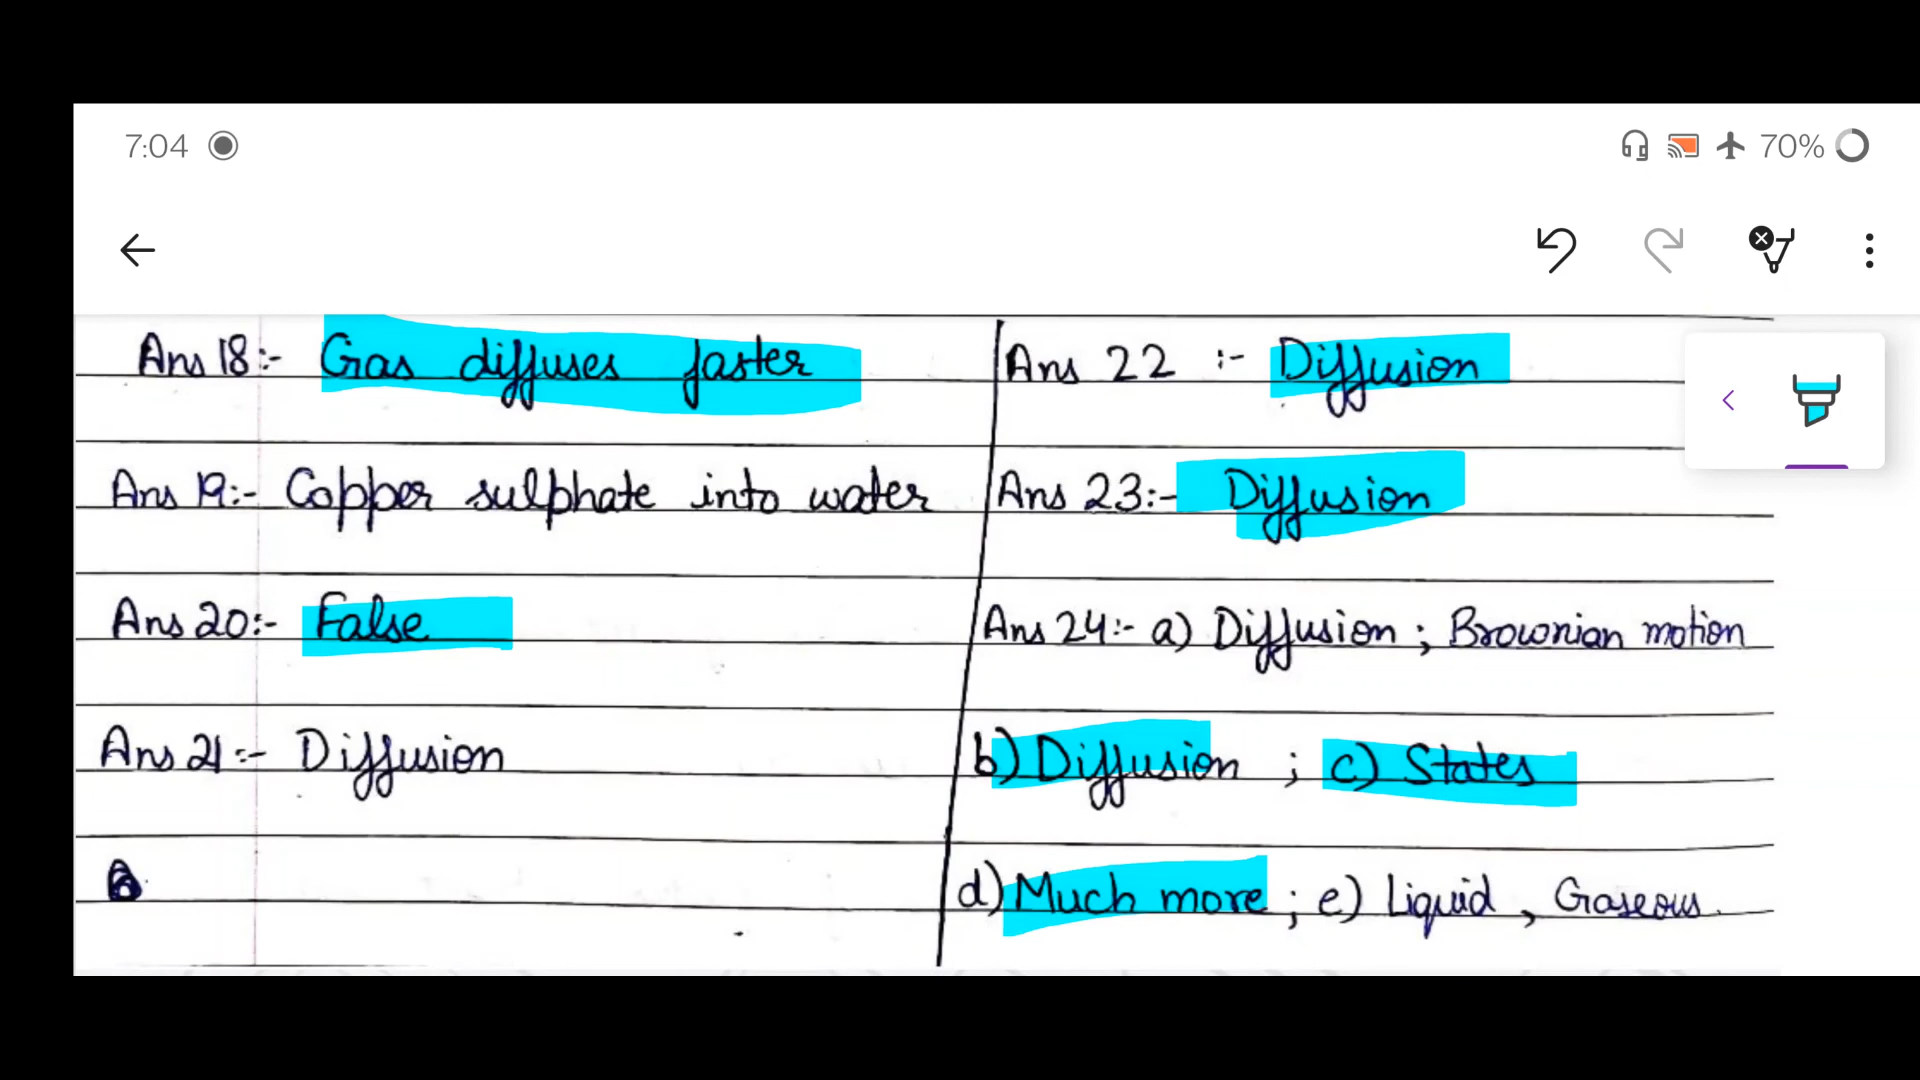 7:04
70%
Ans 18:- Gas diffuses faster
Ans 19:- Copper sulphate into water
Ans 20:- False
Ans 21:- Diffusion
Ans 22 :- Diffusion
Ans 23:- Diffusion
Ans 24:- a) Diffusion ; Brownian motion
b) Diffusion ; c) States
d) Much more ; e) Liquid , Gaseous.